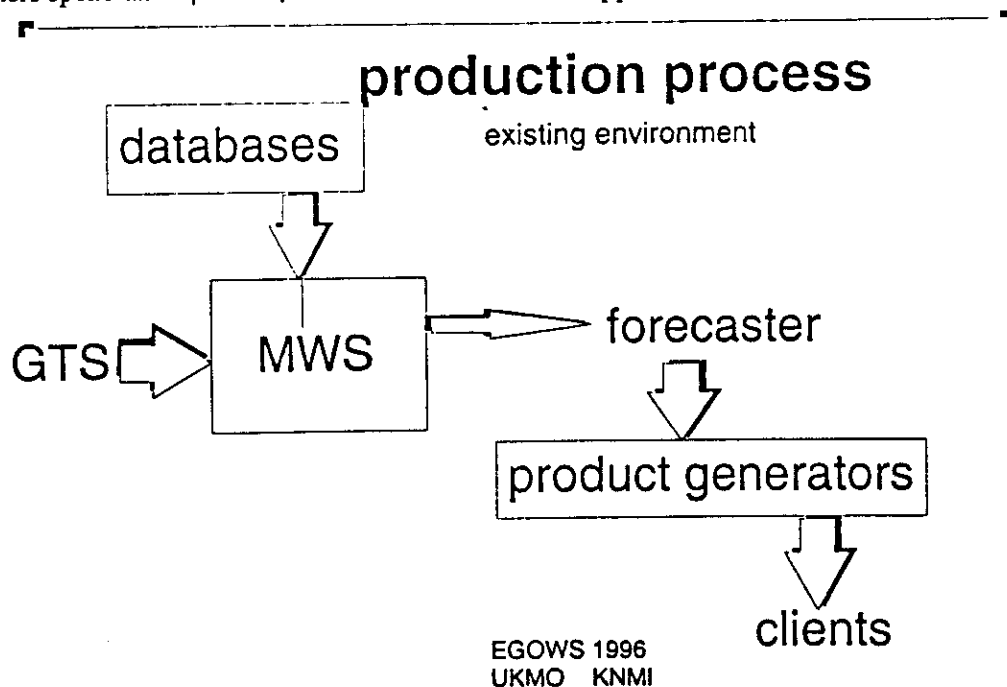 production process
existing environment
databases
GTS
MWS
forecaster
product generators
clients
EGOWS 1996
UKMO KNMI